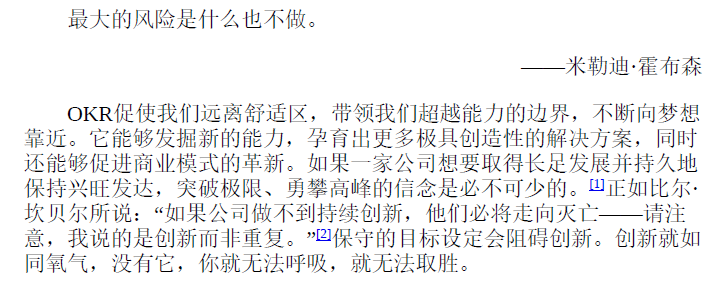 最大的风险是什么也不做。
——米勒迪·霍布森
OKR促使我们远离舒适区，带领我们超越能力的边界，不断向梦想
靠近。它能够发掘新的能力，孕育出更多极具创造性的解决方案，同时
还能够促进商业模式的革新。如果一家公司想要取得长足发展并持久地
保持兴旺发达，突破极限、勇攀高峰的信念是必不可少的。[1]正如比尔·
坎贝尔所说：“如果公司做不到持续创新，他们必将走向灭亡——请注
意，我说的是创新而非重复。”[2]保守的目标设定会阻碍创新。创新就如
同氧气，没有它，你就无法呼吸，就无法取胜。